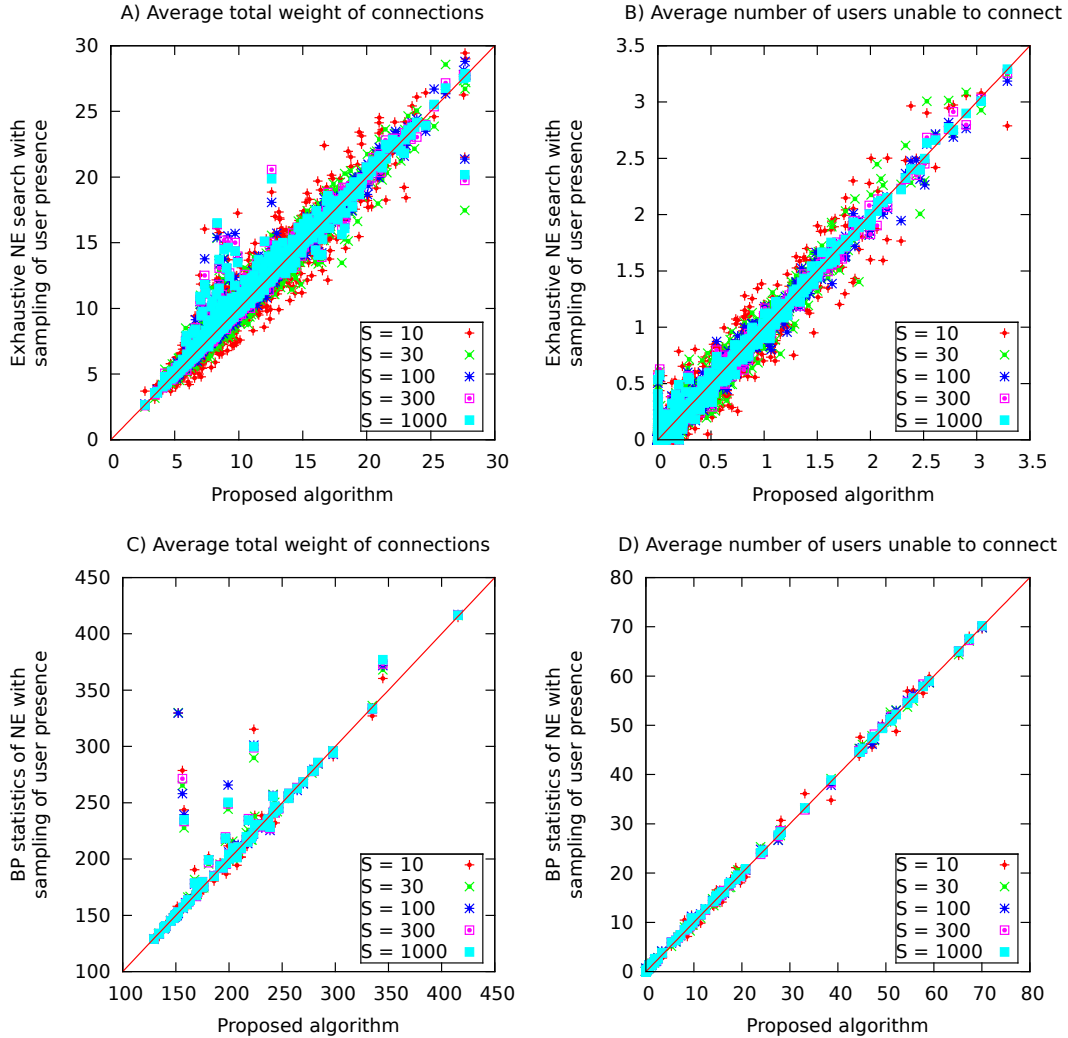 A) Average total weight of connections
Exhaustive NE search with
sampling of user presence
30
25
20
15
10
5
0
0 5 10 15 20 25 30
Proposed algorithm
S = 10
S = 30
S = 100
S = 300
S = 1000
B) Average number of users unable to connect
Exhaustive NE search with
sampling of user presence
3.5
3
2.5
2
1.5
1
0.5
0
0 0.5 1 1.5 2 2.5 3 3.5
Proposed algorithm
S = 10
S = 30
S = 100
S = 300
S = 1000
C) Average total weight of connections
BP statistics of NE with
sampling of user presence
450
400
350
300
250
200
150
100
100 150 200 250 300 350 400 450
Proposed algorithm
S = 10
S = 30
S = 100
S = 300
S = 1000
D) Average number of users unable to connect
BP statistics of NE with
sampling of user presence
80
70
60
50
40
30
20
10
0
0 10 20 30 40 50 60 70 80
Proposed algorithm
S = 10
S = 30
S = 100
S = 300
S = 1000